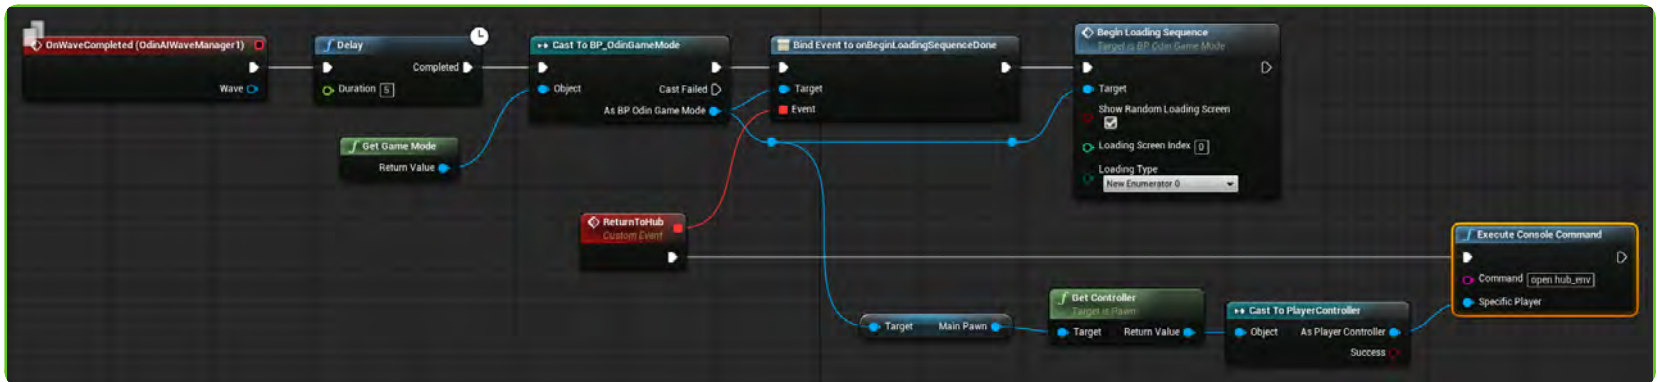 OnWaveCompleted (OdinAIWaveManager1)
Wave
Delay
Completed
Duration 5
Get Game Mode
Return Value
Cast To BP_OdinGameMode
Object
Cast Failed
As BP Odin Game Mode
Bind Event to onBeginLoadingSequenceDone
Target
Event
Begin Loading Sequence
Target is BP Odin Game Mode
Target
Show Random Loading Screen
Loading Screen Index 0
Loading Type
New Enumerator 0
ReturnToHub
Custom Event
Target Main Pawn
Get Controller
Target is Pawn
Target Return Value
Cast To PlayerController
Object As Player Controller
Success
Execute Console Command
Command open hub_env
Specific Player